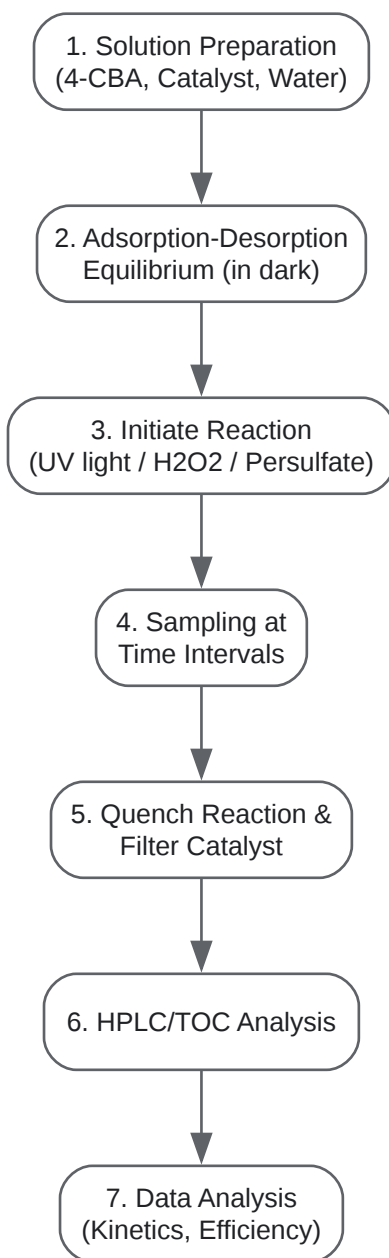 1. Solution Preparation
(4-CBA, Catalyst, Water)
2. Adsorption-Desorption
Equilibrium (in dark)
3. Initiate Reaction
(UV light / H2O2 / Persulfate)
4. Sampling at
Time Intervals
5. Quench Reaction &
Filter Catalyst
6. HPLC/TOC Analysis
7. Data Analysis
(Kinetics, Efficiency)